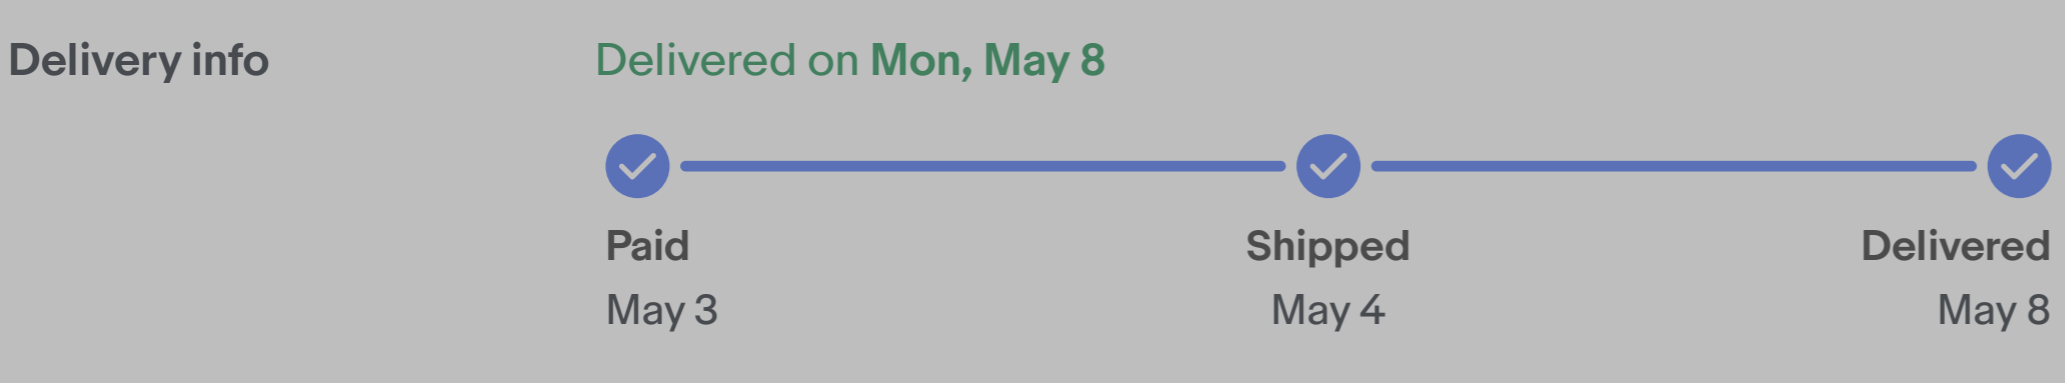 Delivery info
Delivered on Mon, May 8
Paid
Shipped
Delivered
May 3
May 4
May 8